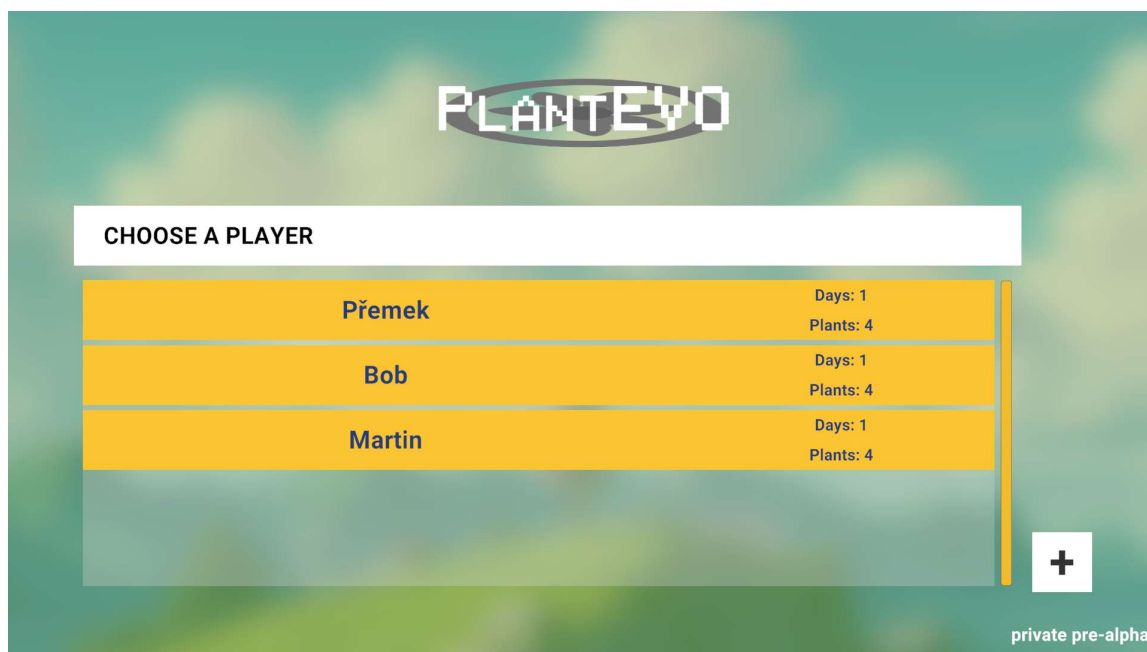 PLANTEVO
CHOOSE A PLAYER
Přemek
Days: 1
Plants: 4
Bob
Days: 1
Plants: 4
Martin
Days: 1
Plants: 4
+
private pre-alpha